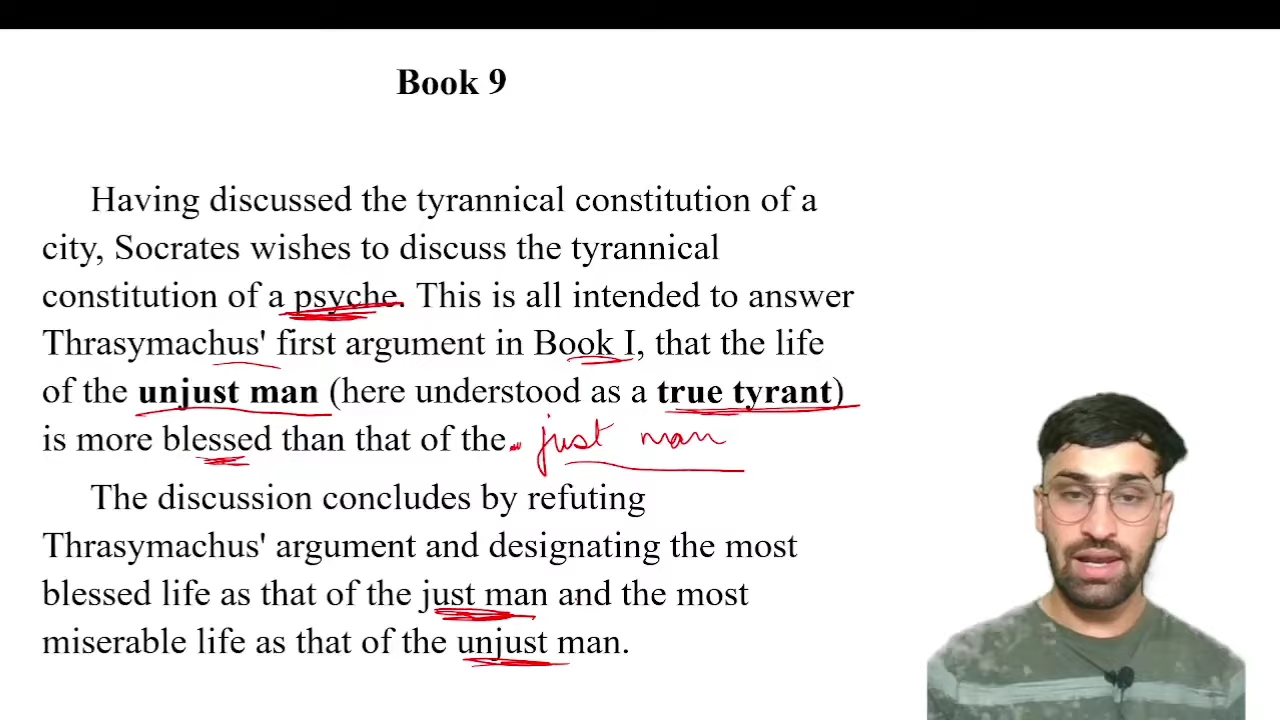 Book 9
Having discussed the tyrannical constitution of a
city, Socrates wishes to discuss the tyrannical
constitution of a psyche. This is all intended to answer
Thrasymachus' first argument in Book I, that the life
of the unjust man (here understood as a true tyrant)
is more blessed than that of the just man
The discussion concludes by refuting
Thrasymachus' argument and designating the most
blessed life as that of the just man and the most
miserable life as that of the unjust man.